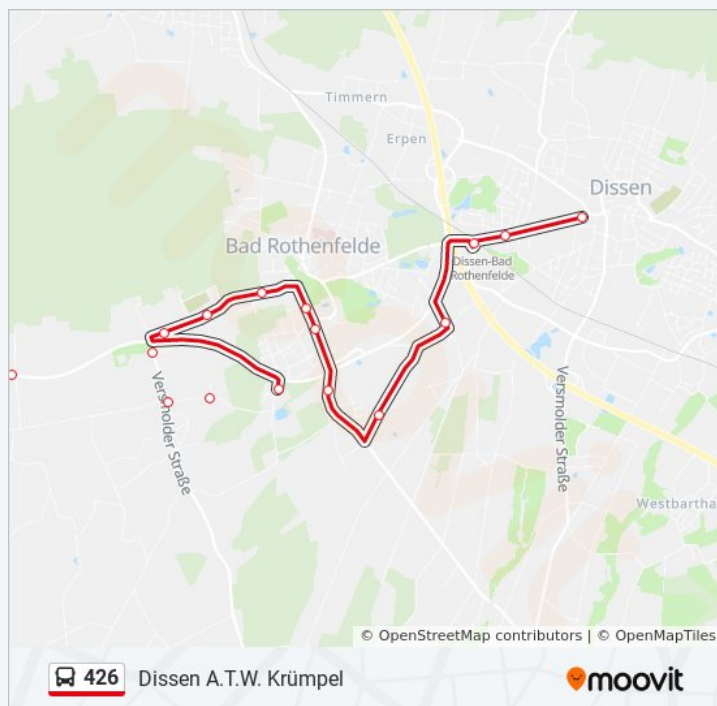 Timmern
Erpen
Dissen
Bad Rothenfelde
Dissen-Bad
Rothenfelde
Versmolder Straße
Versmolder Straße
Westbartha
© OpenStreetMap contributors | © OpenMapTiles
426 Dissen A.T.W. Krümpel
moovit